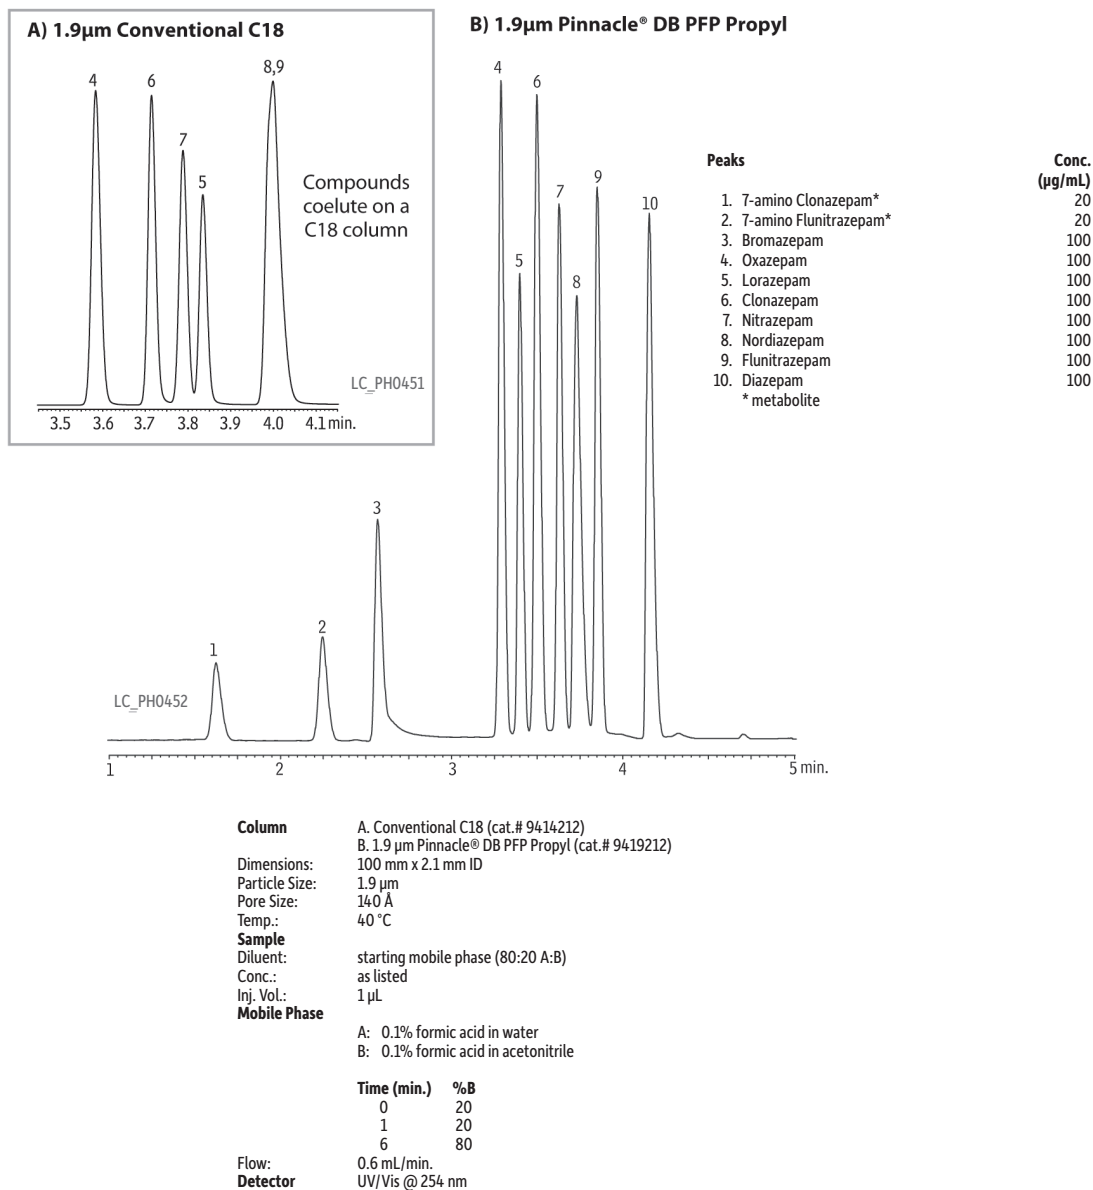 A) 1.9µm Conventional C18
4
6
7
5
8,9
Compounds
coelute on a
C18 column
LC_PH0451
3.5 3.6 3.7 3.8 3.9 4.0 4.1 min.
B) 1.9µm Pinnacle® DB PFP Propyl
4
6
5
7
8
9
10
3
2
1
LC_PH0452
1 2 3 4 5 min.
Peaks Conc.
(µg/mL)
1. 7-amino Clonazepam* 20
2. 7-amino Flunitrazepam* 20
3. Bromazepam 100
4. Oxazepam 100
5. Lorazepam 100
6. Clonazepam 100
7. Nitrazepam 100
8. Nordiazepam 100
9. Flunitrazepam 100
10. Diazepam 100
* metabolite
Column A. Conventional C18 (cat.# 9414212)
B. 1.9 µm Pinnacle® DB PFP Propyl (cat.# 9419212)
Dimensions: 100 mm x 2.1 mm ID
Particle Size: 1.9 µm
Pore Size: 140 Å
Temp.: 40 °C
Sample
Diluent: starting mobile phase (80:20 A:B)
Conc.: as listed
Inj. Vol.: 1 µL
Mobile Phase
A: 0.1% formic acid in water
B: 0.1% formic acid in acetonitrile
Time (min.) %B
0 20
1 20
6 80
Flow: 0.6 mL/min.
Detector UV/Vis @ 254 nm